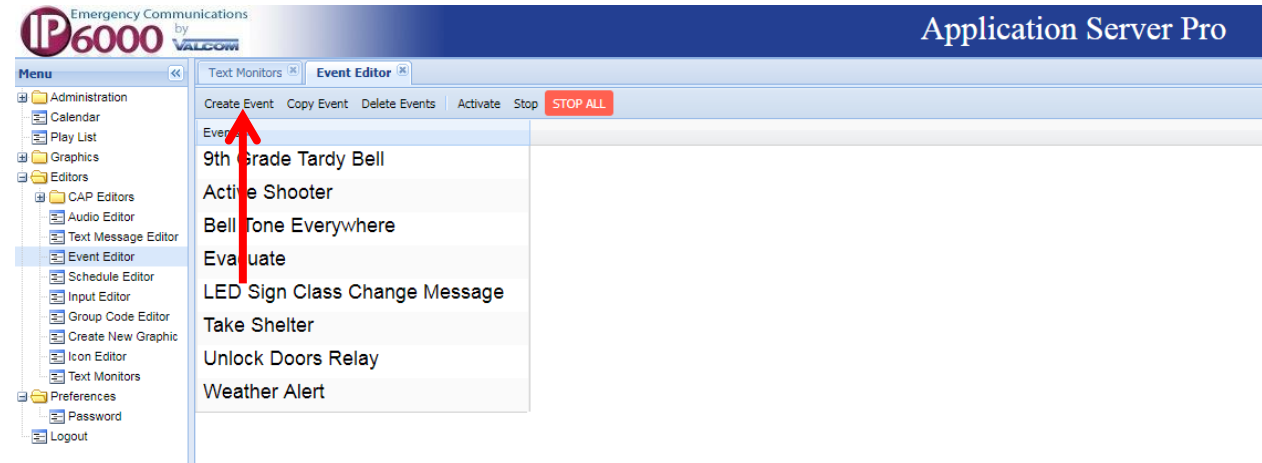 Emergency Communications
IP6000 by VALCOM
Application Server Pro
Menu
Administration
Calendar
Play List
Graphics
Editors
CAP Editors
Audio Editor
Text Message Editor
Event Editor
Schedule Editor
Input Editor
Group Code Editor
Create New Graphic
Icon Editor
Text Monitors
Preferences
Password
Logout
Text Monitors Event Editor
Create Event Copy Event Delete Events Activate Stop STOP ALL
9th Grade Tardy Bell
Active Shooter
Bell Tone Everywhere
Evacuate
LED Sign Class Change Message
Take Shelter
Unlock Doors Relay
Weather Alert